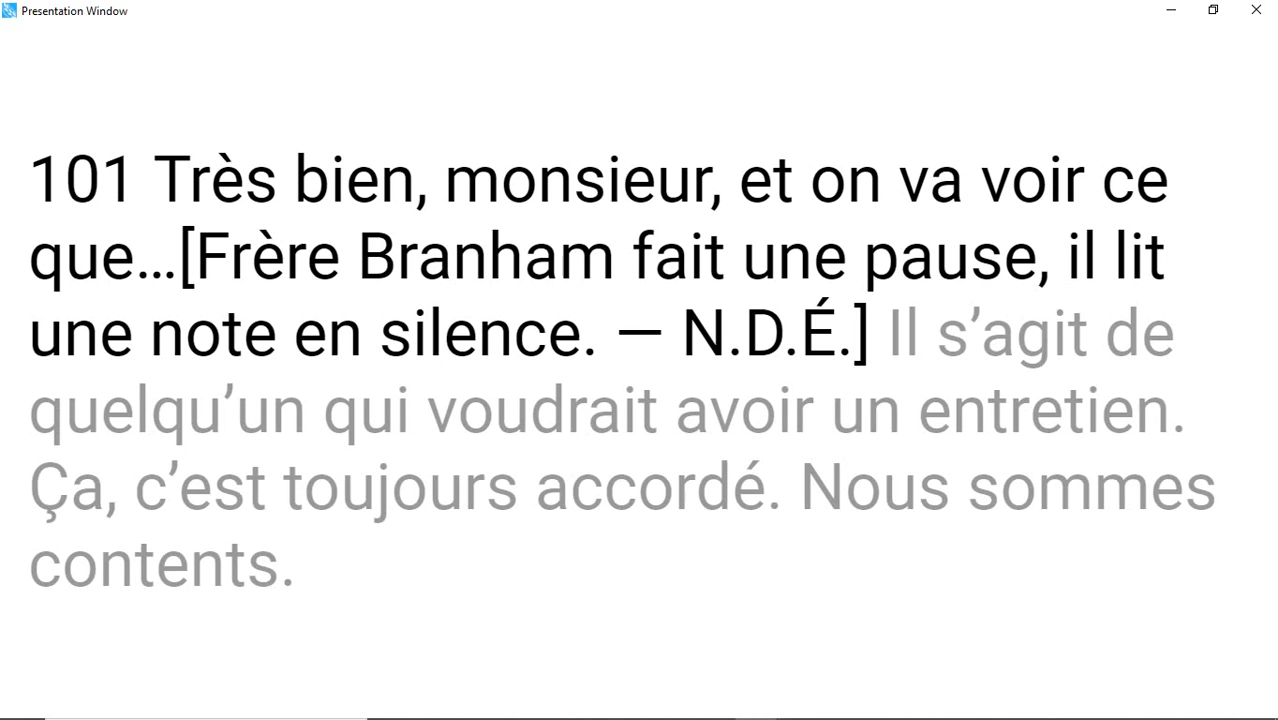 Presentation Window
101 Très bien, monsieur, et on va voir ce
que…[Frère Branham fait une pause, il lit
une note en silence. — N.D.É.] Il s’agit de
quelqu’un qui voudrait avoir un entretien.
Ça, c’est toujours accordé. Nous sommes
contents.